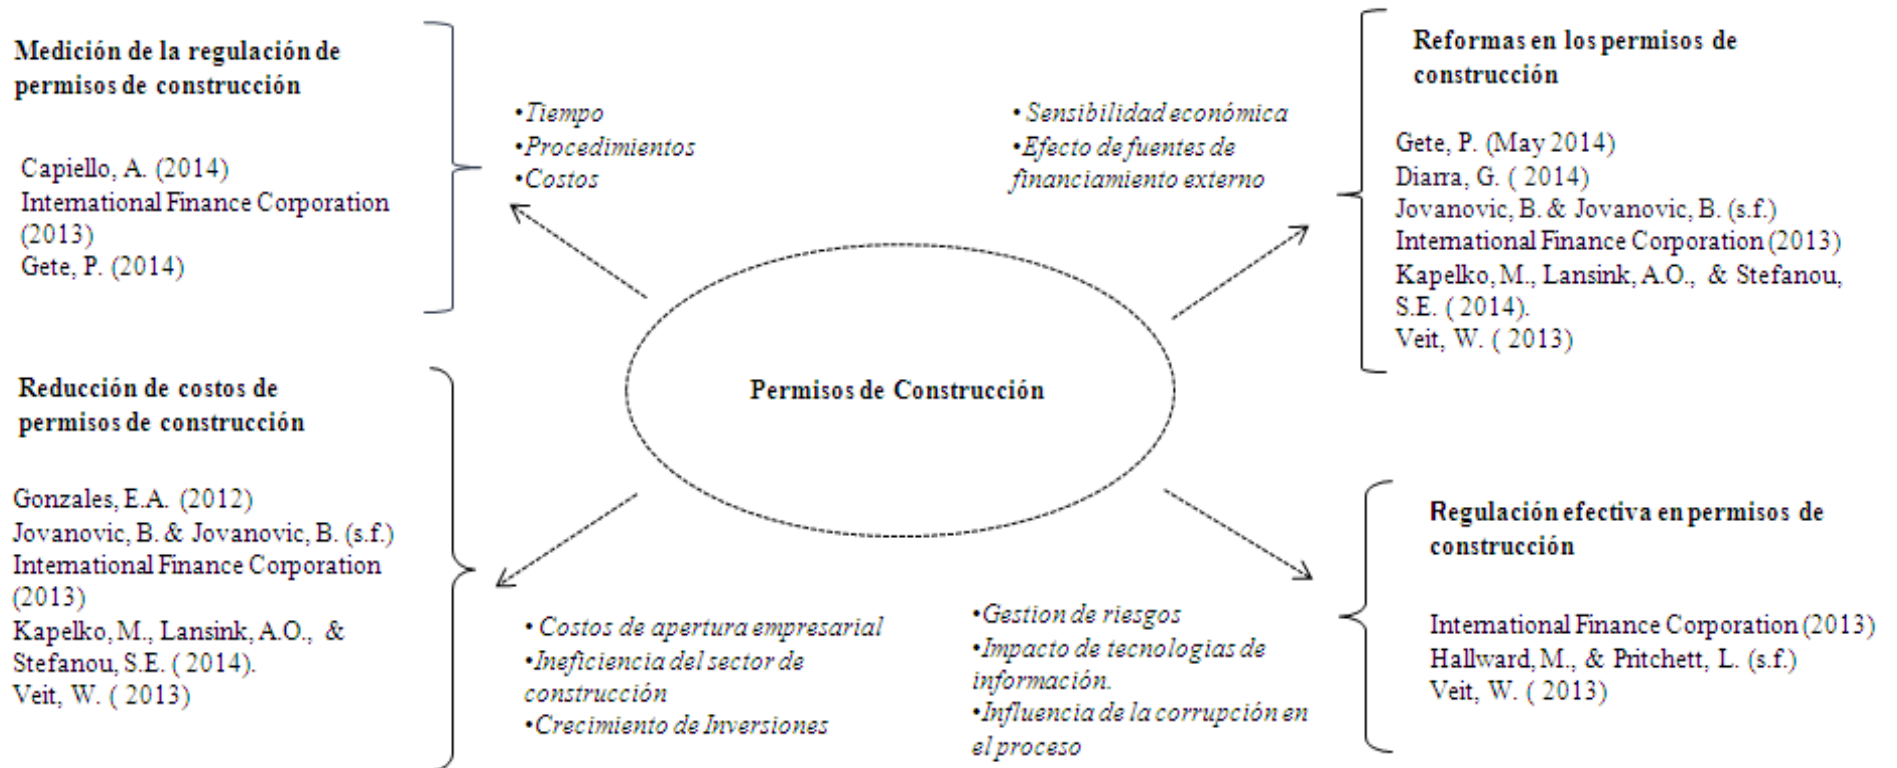 Medición de la regulación de
permisos de construcción
Capiello, A. (2014)
International Finance Corporation
(2013)
Gete, P. (2014)
•Tiempo
•Procedimientos
•Costos
• Sensibilidad económica
•Efecto de fuentes de
financiamiento externo
Reformas en los permisos de
construcción
Gete, P. (May 2014)
Diarra, G. ( 2014)
Jovanovic, B. & Jovanovic, B. (s.f.)
International Finance Corporation (2013)
Kapelko, M., Lansink, A.O., & Stefanou,
S.E. ( 2014).
Veit, W. ( 2013)
Permisos de Construcción
Reducción de costos de
permisos de construcción
Gonzales, E.A. (2012)
Jovanovic, B. & Jovanovic, B. (s.f.)
International Finance Corporation
(2013)
Kapelko, M., Lansink, A.O., &
Stefanou, S.E. ( 2014).
Veit, W. ( 2013)
• Costos de apertura empresarial
•Ineficiencia del sector de
construcción
•Crecimiento de Inversiones
•Gestion de riesgos
•Impacto de tecnologias de
información.
•Influencia de la corrupción en
el proceso
Regulación efectiva en permisos de
construcción
International Finance Corporation (2013)
Hallward, M., & Pritchett, L. (s.f.)
Veit, W. ( 2013)